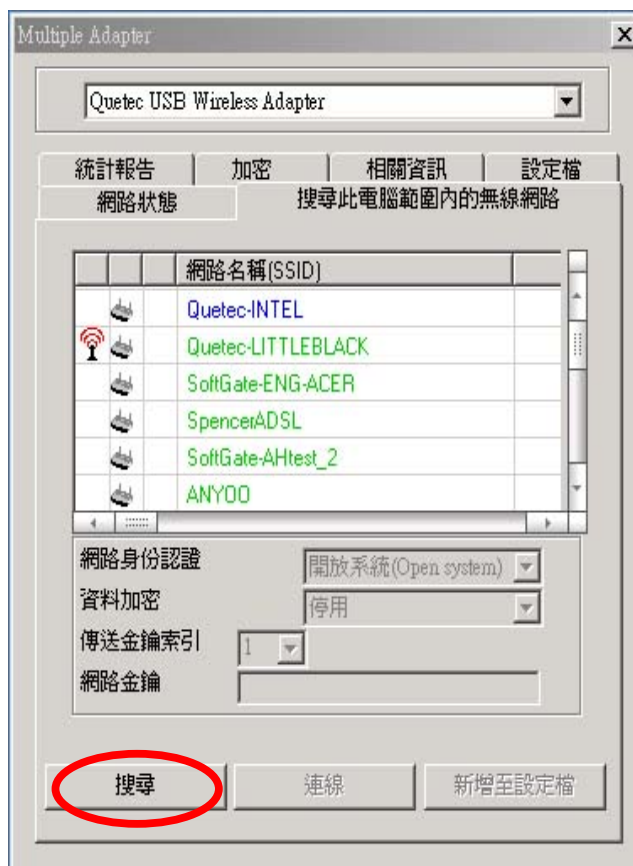 Multiple Adapter
Quetec USB Wireless Adapter
統計報告 加密 相關資訊 設定檔
網路狀態 搜尋此電腦範圍內的無線網路
網路名稱(SSID)
Quetec-INTEL
Quetec-LITTLEBLACK
SoftGate-ENG-ACER
SpencerADSL
SoftGate-AHtest_2
ANYOO
網路身份認證 開放系統(Open system)
資料加密 停用
傳送金鑰索引 1
網路金鑰
搜尋 連線 新增至設定檔